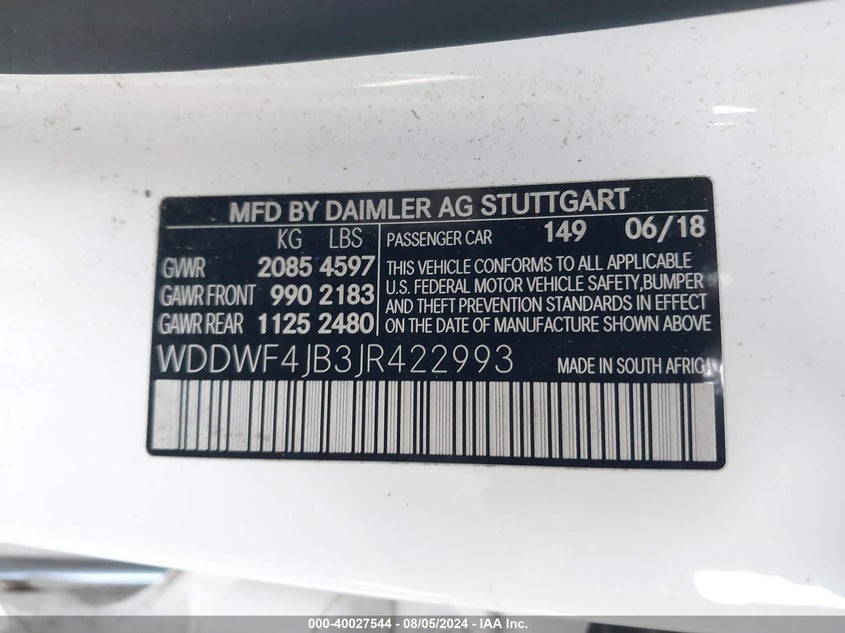 MFD BY DAIMLER AG STUTTGART
KG LBS
GVWR 2085 4597
GAWR FRONT 990 2183
GAWR REAR 1125 2480
PASSENGER CAR 149 06/18
THIS VEHICLE CONFORMS TO ALL APPLICABLE
U.S. FEDERAL MOTOR VEHICLE SAFETY,BUMPER
AND THEFT PREVENTION STANDARDS IN EFFECT
ON THE DATE OF MANUFACTURE SHOWN ABOVE
WDDWF4JB3JR422993 MADE IN SOUTH AFRICA
000-40027544 - 08/05/2024 - IAA Inc.